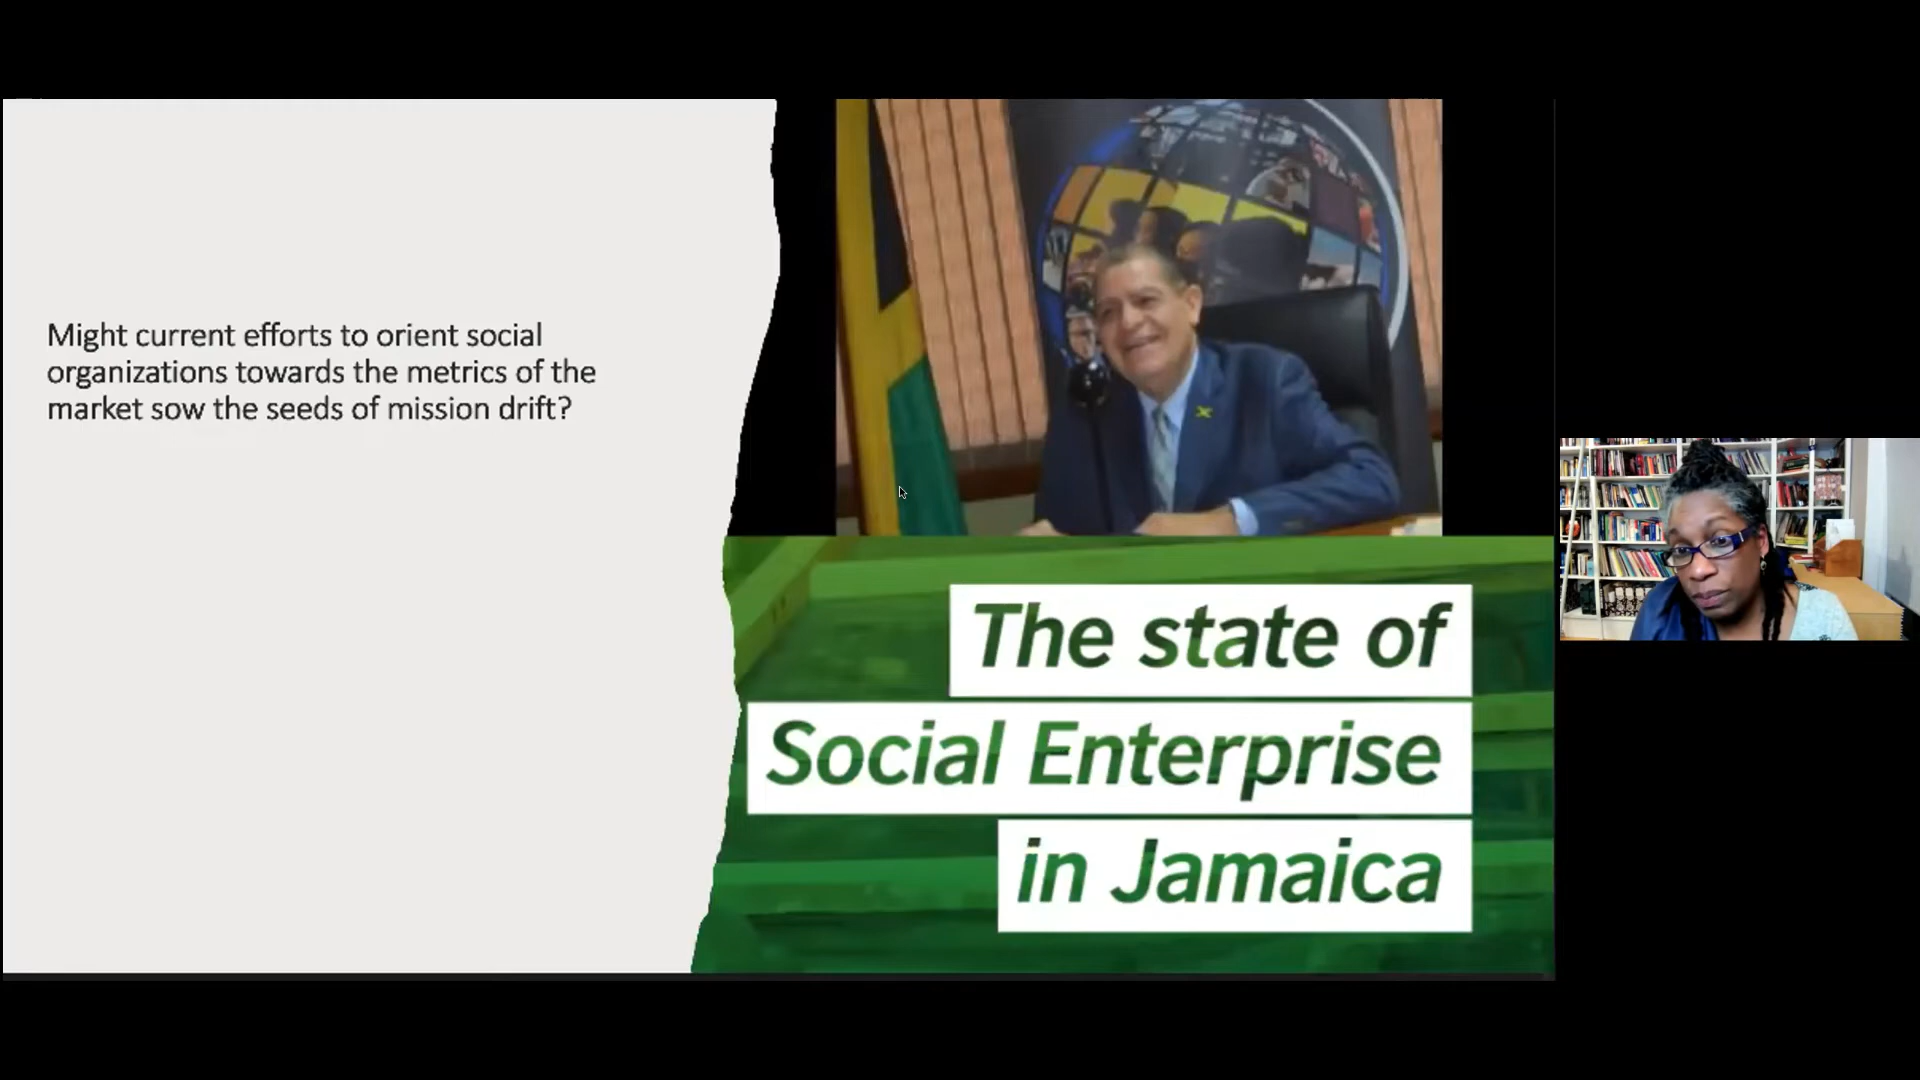 Might current efforts to orient social
organizations towards the metrics of the
market sow the seeds of mission drift?
The state of
Social Enterprise
in Jamaica